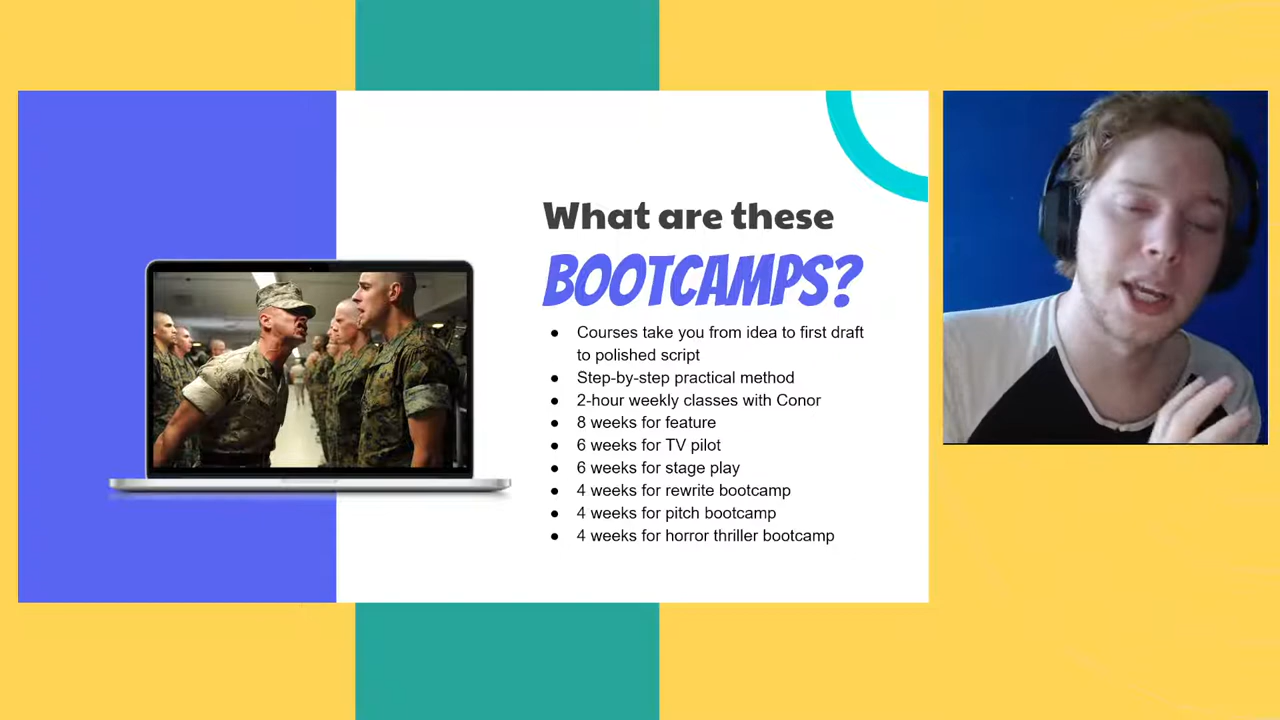 What are these
BOOTCAMPS?
● Courses take you from idea to first draft
to polished script
● Step-by-step practical method
● 2-hour weekly classes with Conor
● 8 weeks for feature
● 6 weeks for TV pilot
● 6 weeks for stage play
● 4 weeks for rewrite bootcamp
● 4 weeks for pitch bootcamp
● 4 weeks for horror thriller bootcamp